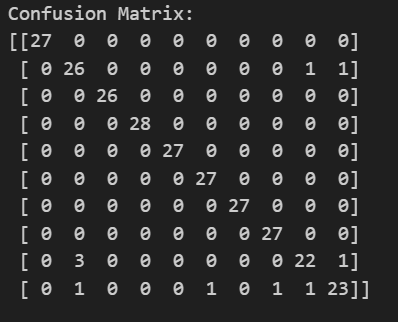 Confusion Matrix:
[[27  0  0  0  0  0  0  0  0  0]
 [ 0 26  0  0  0  0  0  0  1  1]
 [ 0  0 26  0  0  0  0  0  0  0]
 [ 0  0  0 28  0  0  0  0  0  0]
 [ 0  0  0  0 27  0  0  0  0  0]
 [ 0  0  0  0  0 27  0  0  0  0]
 [ 0  0  0  0  0  0 27  0  0  0]
 [ 0  0  0  0  0  0  0 27  0  0]
 [ 0  3  0  0  0  0  0  0 22  1]
 [ 0  1  0  0  0  1  0  1  1 23]]